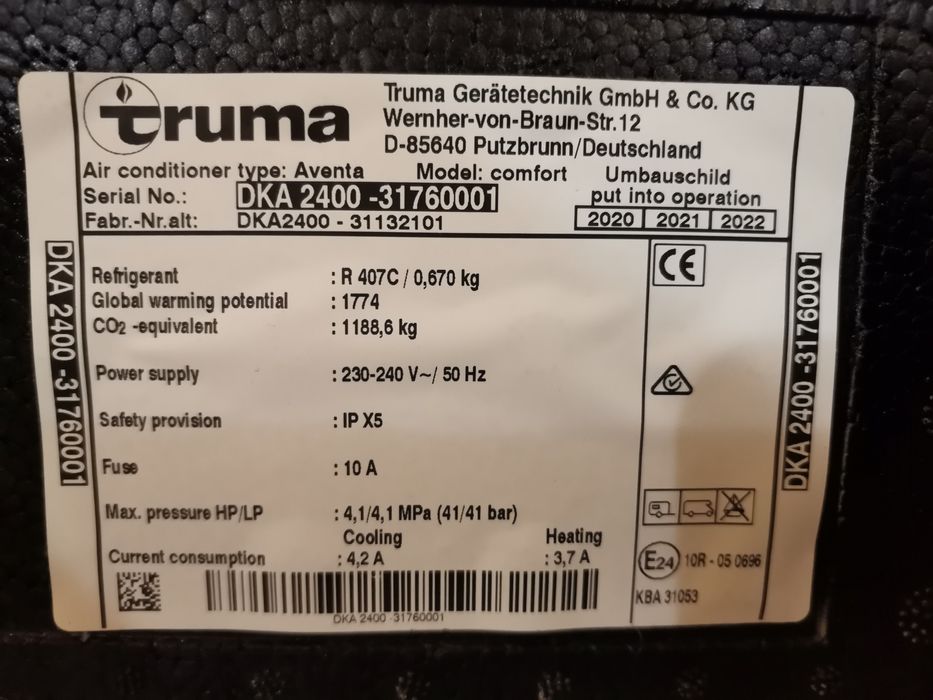 truma
Truma Gerätetechnik GmbH & Co. KG
Wernher-von-Braun-Str.12
D-85640 Putzbrunn/Deutschland
Air conditioner type: Aventa Model: comfort Umbauschild
Serial No.: DKA 2400 -31760001 put into operation
Fabr.-Nr.alt: DKA2400 - 31132101 2020 2021 2022
DKA 2400 -31760001
Refrigerant : R 407C / 0,670 kg
Global warming potential : 1774
CO2 -equivalent : 1188,6 kg
Power supply : 230-240 V~/ 50 Hz
Safety provision : IP X5
Fuse : 10 A
Max. pressure HP/LP : 4,1/4,1 MPa (41/41 bar)
Cooling Heating
Current consumption : 4,2 A : 3,7 A
DKA 2400 -31760001
CE
E24 10R - 05 0696
KBA 31053
DKA 2400 -31760001